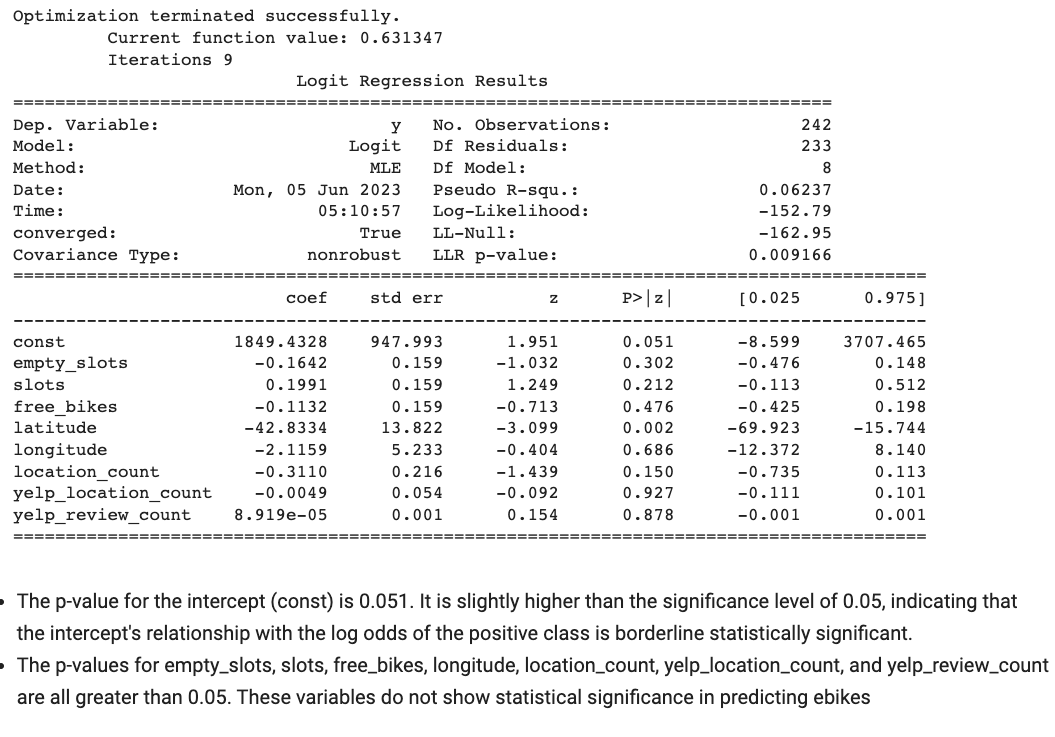 Optimization terminated successfully.
Current function value: 0.631347
Iterations 9
Logit Regression Results
==============================================================================
Dep. Variable: y No. Observations: 242
Model: Logit Df Residuals: 233
Method: MLE Df Model: 8
Date: Mon, 05 Jun 2023 Pseudo R-squ.: 0.06237
Time: 05:10:57 Log-Likelihood: -152.79
converged: True LL-Null: -162.95
Covariance Type: nonrobust LLR p-value: 0.009166
=======================================================================================
coef std err z P>|z| [0.025 0.975]
---------------------------------------------------------------------------------------
const 1849.4328 947.993 1.951 0.051 -8.599 3707.465
empty_slots -0.1642 0.159 -1.032 0.302 -0.476 0.148
slots 0.1991 0.159 1.249 0.212 -0.113 0.512
free_bikes -0.1132 0.159 -0.713 0.476 -0.425 0.198
latitude -42.8334 13.822 -3.099 0.002 -69.923 -15.744
longitude -2.1159 5.233 -0.404 0.686 -12.372 8.140
location_count -0.3110 0.216 -1.439 0.150 -0.735 0.113
yelp_location_count -0.0049 0.054 -0.092 0.927 -0.111 0.101
yelp_review_count 8.919e-05 0.001 0.154 0.878 -0.001 0.001
=======================================================================================
• The p-value for the intercept (const) is 0.051. It is slightly higher than the significance level of 0.05, indicating that
the intercept's relationship with the log odds of the positive class is borderline statistically significant.
• The p-values for empty_slots, slots, free_bikes, longitude, location_count, yelp_location_count, and yelp_review_count
are all greater than 0.05. These variables do not show statistical significance in predicting ebikes